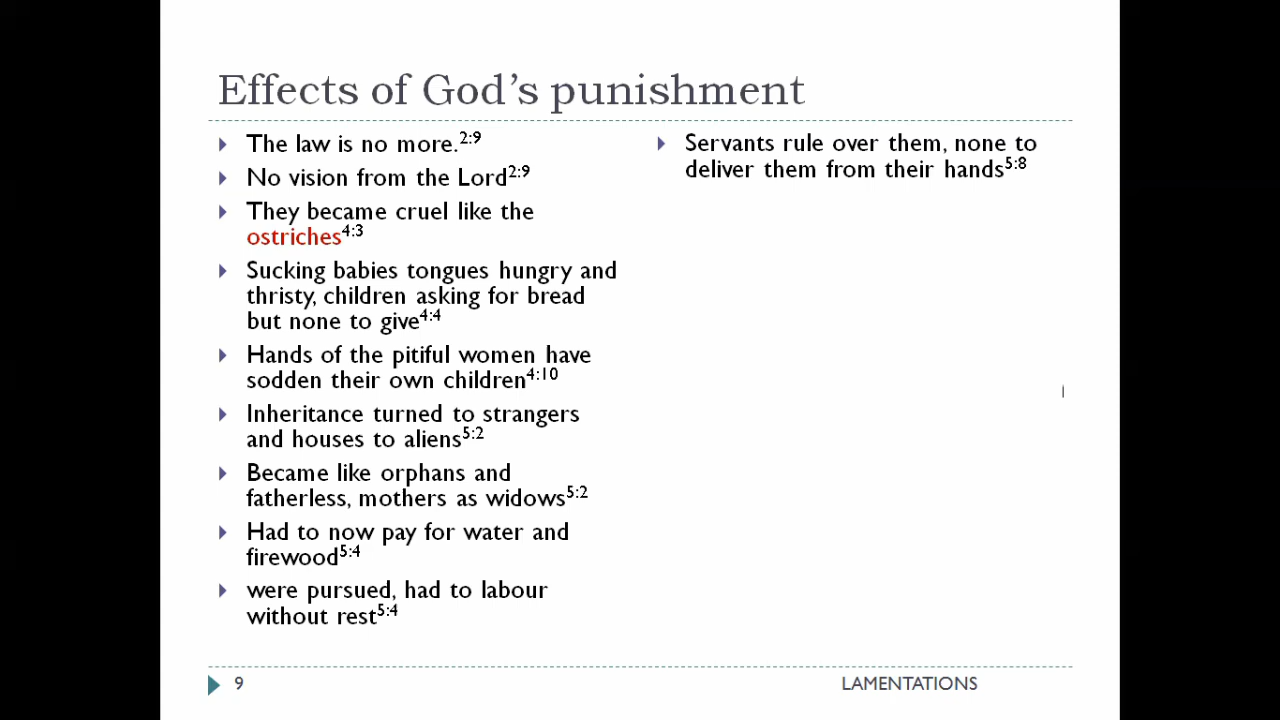 Effects of God's punishment
The law is no more.2:9
No vision from the Lord2:9
They became cruel like the
ostriches4:3
Sucking babies tongues hungry and
thristy, children asking for bread
but none to give4:4
Hands of the pitiful women have
sodden their own children4:10
Inheritance turned to strangers
and houses to aliens5:2
Became like orphans and
fatherless, mothers as widows5:2
Had to now pay for water and
firewood5:4
were pursued, had to labour
without rest5:4
Servants rule over them, none to
deliver them from their hands5:8
9
LAMENTATIONS